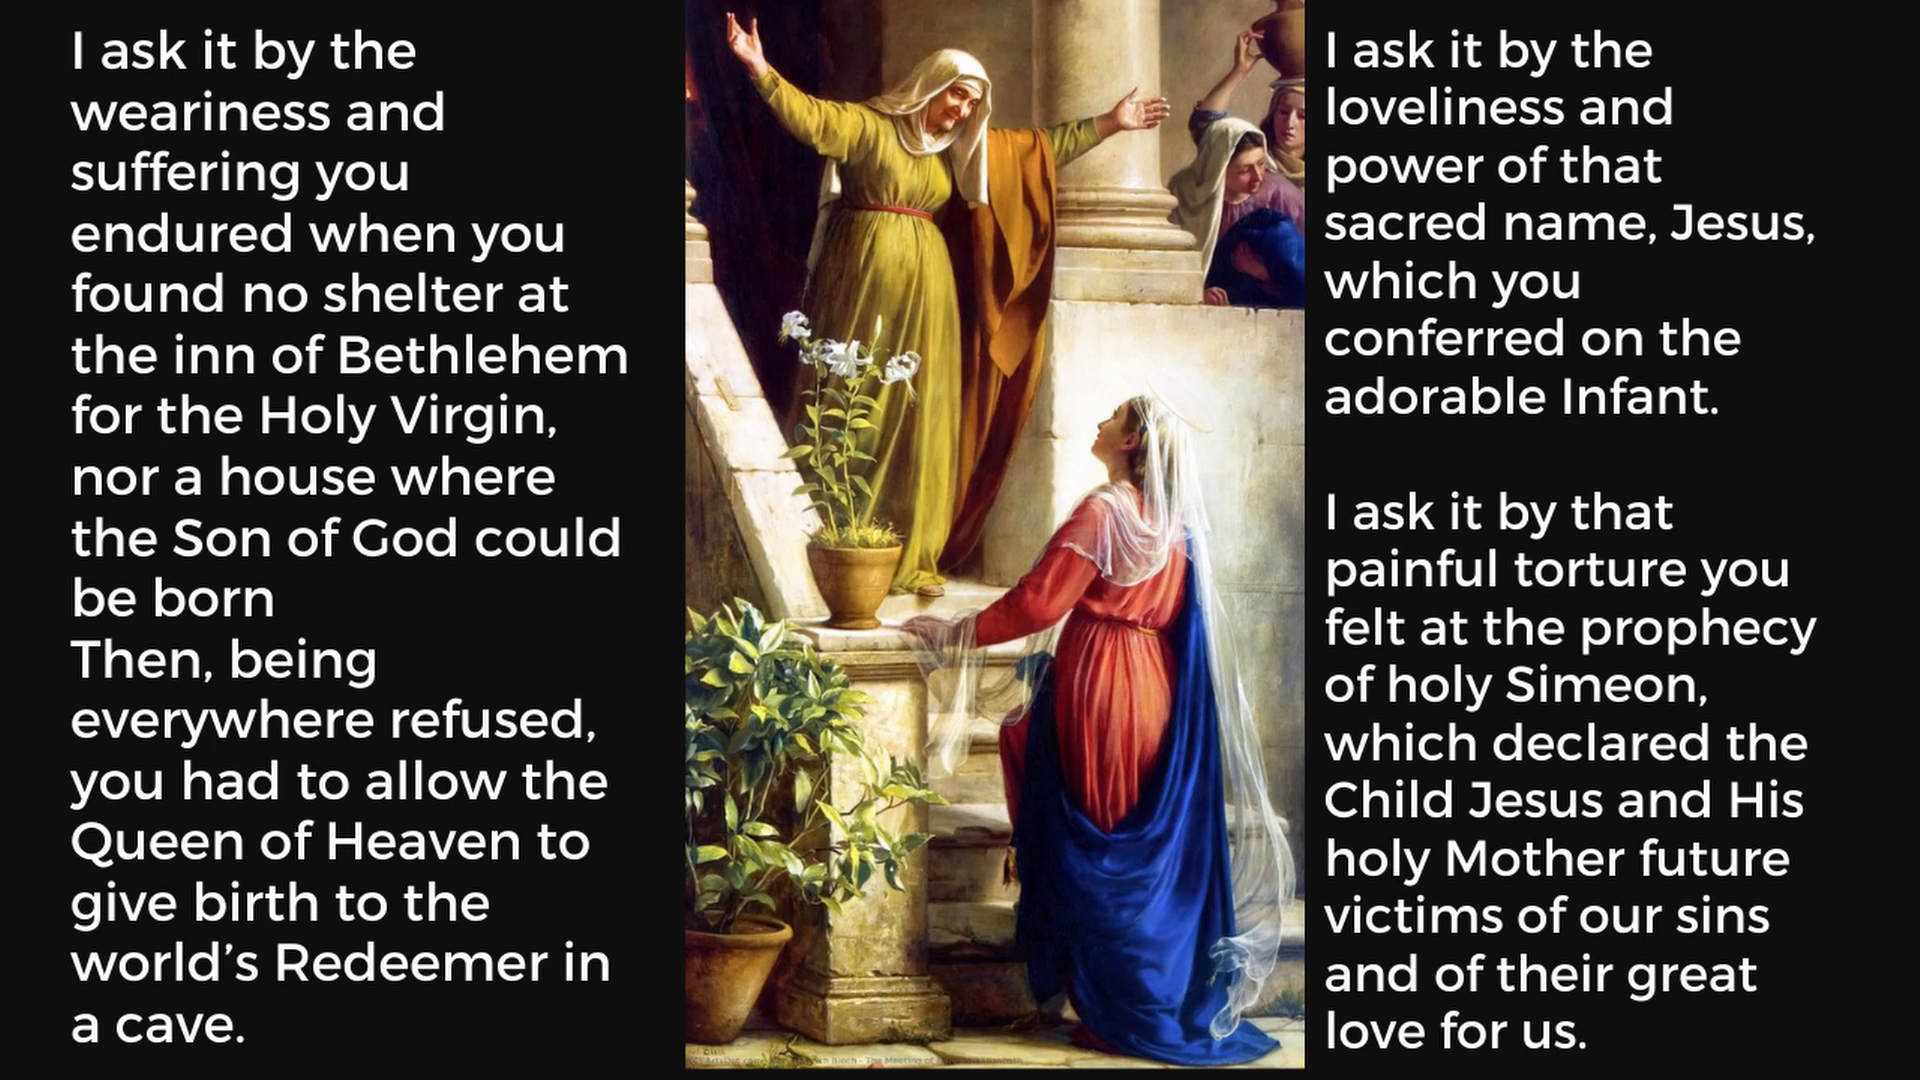 I ask it by the
weariness and
suffering you
endured when you
found no shelter at
the inn of Bethlehem
for the Holy Virgin,
nor a house where
the Son of God could
be born
Then, being
everywhere refused,
you had to allow the
Queen of Heaven to
give birth to the
world’s Redeemer in
a cave.
I ask it by the
loveliness and
power of that
sacred name, Jesus,
which you
conferred on the
adorable Infant.
I ask it by that
painful torture you
felt at the prophecy
of holy Simeon,
which declared the
Child Jesus and His
holy Mother future
victims of our sins
and of their great
love for us.
Bloch - The Meeting of